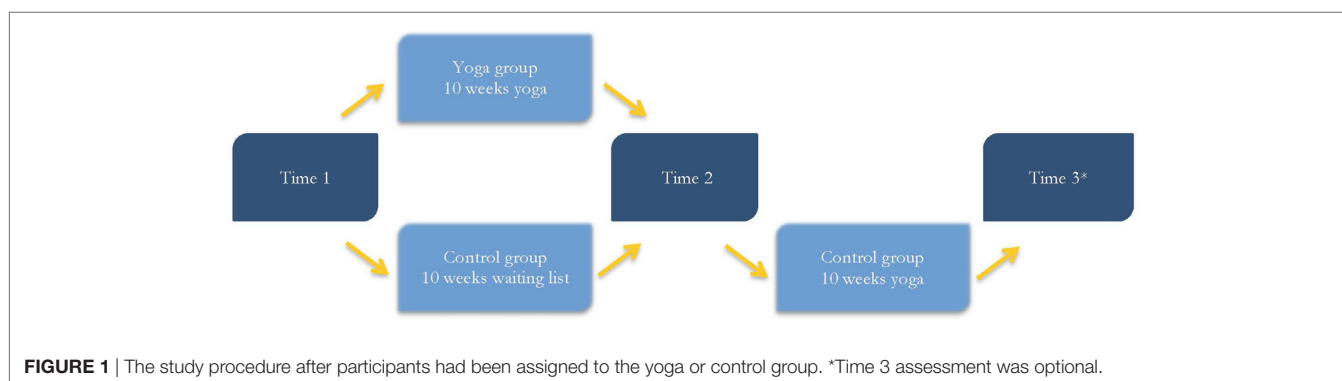 Yoga group
10 weeks yoga
Time 1
Time 2
Time 3*
Control group
10 weeks waiting list
Control group
10 weeks yoga
FIGURE 1 | The study procedure after participants had been assigned to the yoga or control group. *Time 3 assessment was optional.